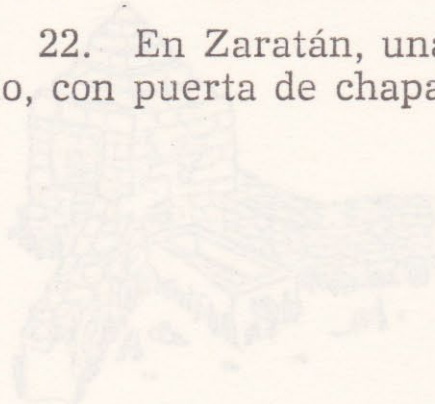 22. En Zaratán, una
o, con puerta de chapa